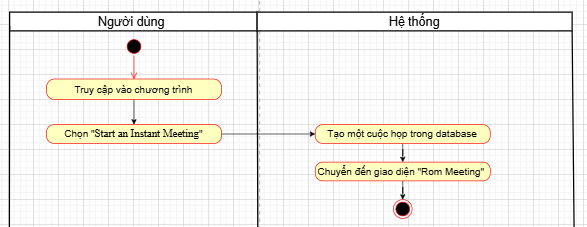 Người dùng
Hệ thống
Truy cập vào chương trình
Chọn "Start an Instant Meeting"
Tạo một cuộc họp trong database
Chuyển đến giao diện "Rom Meeting"